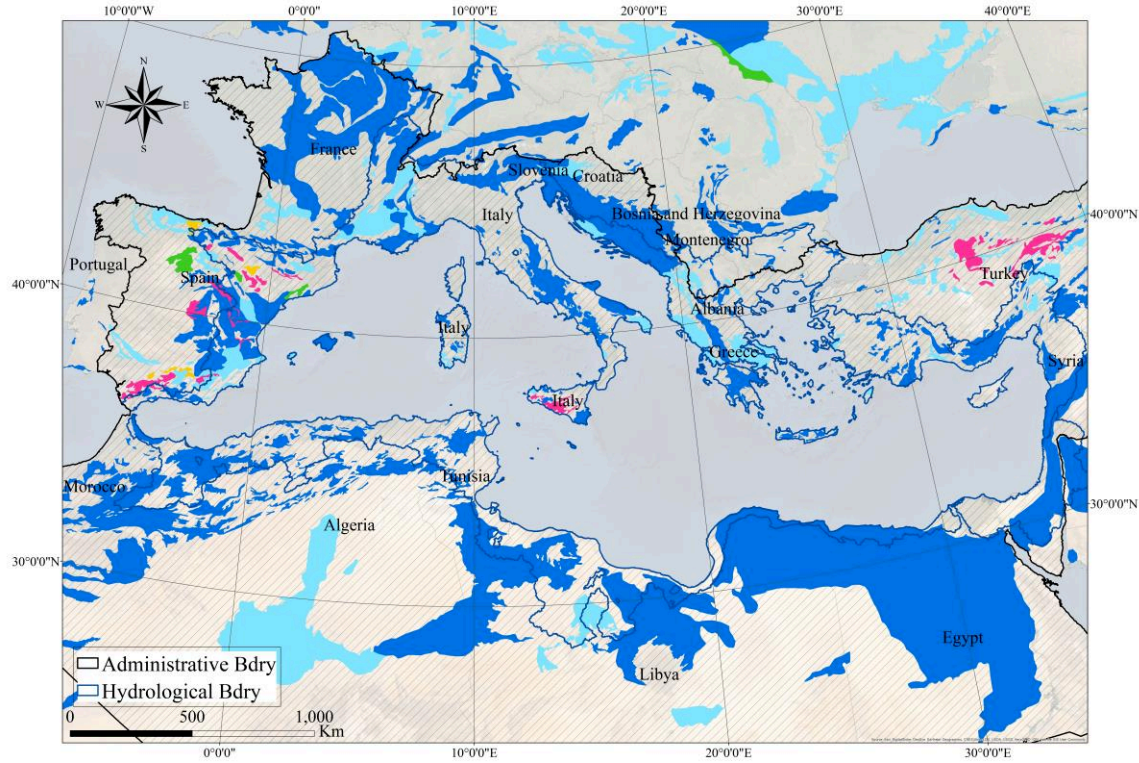 10°0'0"W
0°0'0"
10°0'0"E
20°0'0"E
30°0'0"E
40°0'0"E
N
W
E
S
France
Slovenia
Croatia
Italy
Bosnia and Herzegovina
Montenegro
40°0'0"N
Portugal
Spain
Turkey
40°0'0"N
Albania
Italy
Greece
Syria
Italy
Tunisia
Morocco
30°0'0"N
Algeria
30°0'0"N
Egypt
Libya
Administrative Bdry
Hydrological Bdry
0
500
1,000
Km
0°0'0"
10°0'0"E
20°0'0"E
30°0'0"E